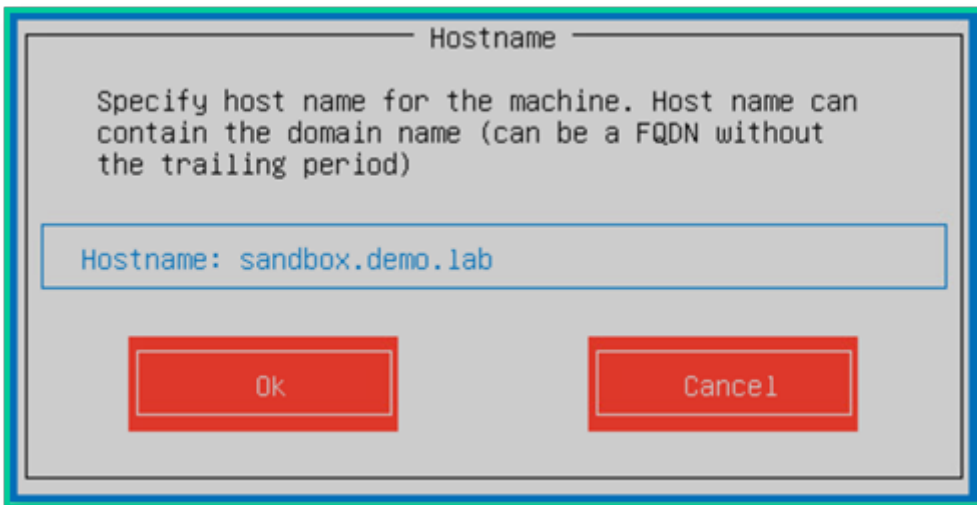 Hostname
Specify host name for the machine. Host name can
contain the domain name (can be a FQDN without
the trailing period)
Hostname: sandbox.demo.lab
Ok
Cancel